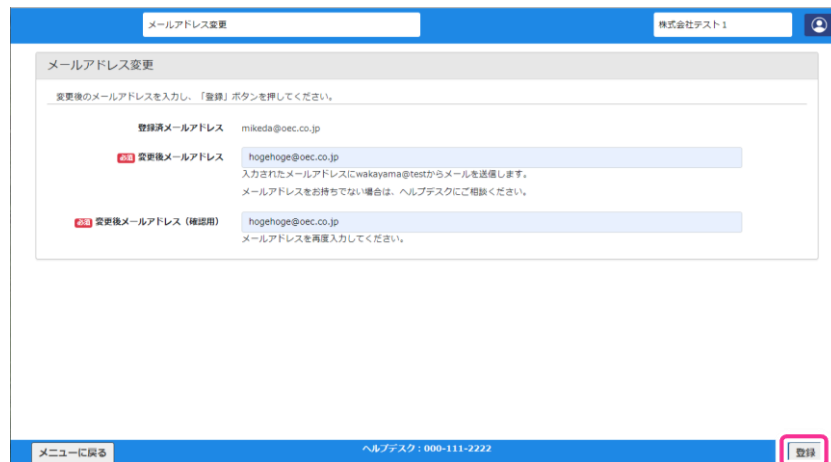 メールアドレス変更 株式会社テスト1
メールアドレス変更
変更後のメールアドレスを入力し、「登録」ボタンを押してください。
登録済メールアドレス mikeda@oec.co.jp
必須 変更後メールアドレス hogehoge@oec.co.jp
入力されたメールアドレスにwakayama@testからメールを送信します。
メールアドレスをお持ちでない場合は、ヘルプデスクにご相談ください。
必須 変更後メールアドレス（確認用） hogehoge@oec.co.jp
メールアドレスを再度入力してください。
メニューに戻る ヘルプデスク：000-111-2222 登録